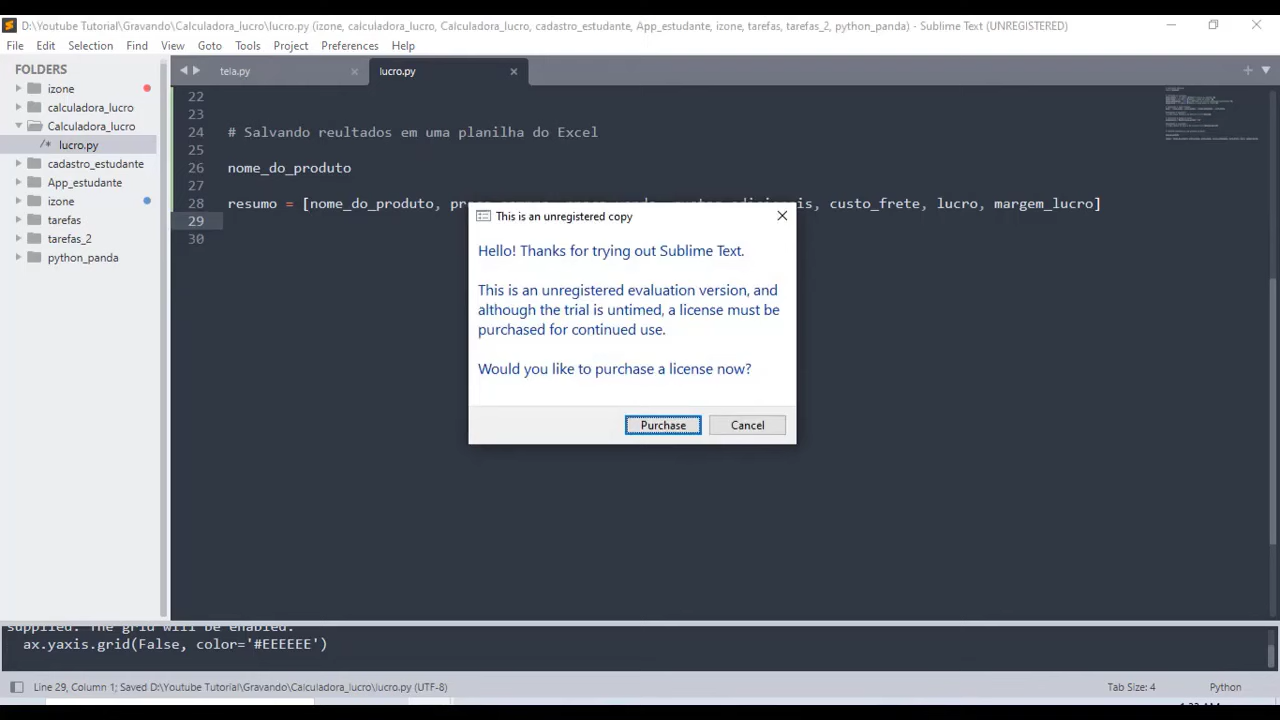 D:\Youtube Tutorial\Gravando\Calculadora_lucro\lucro.py (izone, calculadora_lucro, Calculadora_lucro, cadastro_estudante, App_estudante, izone, tarefas, tarefas_2, python_panda) - Sublime Text (UNREGISTERED)
File Edit Selection Find View Goto Tools Project Preferences Help
FOLDERS
izone
calculadora_lucro
Calculadora_lucro
/* lucro.py
cadastro_estudante
App_estudante
izone
tarefas
tarefas_2
python_panda
tela.py
lucro.py
22
23
24 # Salvando reultados em uma planilha do Excel
25
26 nome_do_produto
27
28 resumo = [nome_do_produto, custo_frete, lucro, margem_lucro]
29
30
This is an unregistered copy
Hello! Thanks for trying out Sublime Text.
This is an unregistered evaluation version, and
although the trial is untimed, a license must be
purchased for continued use.
Would you like to purchase a license now?
Purchase Cancel
supplied. The grid will be enabled.
ax.yaxis.grid(False, color='#EEEEEE')
Line 29, Column 1; Saved D:\Youtube Tutorial\Gravando\Calculadora_lucro\lucro.py (UTF-8)
Tab Size: 4
Python